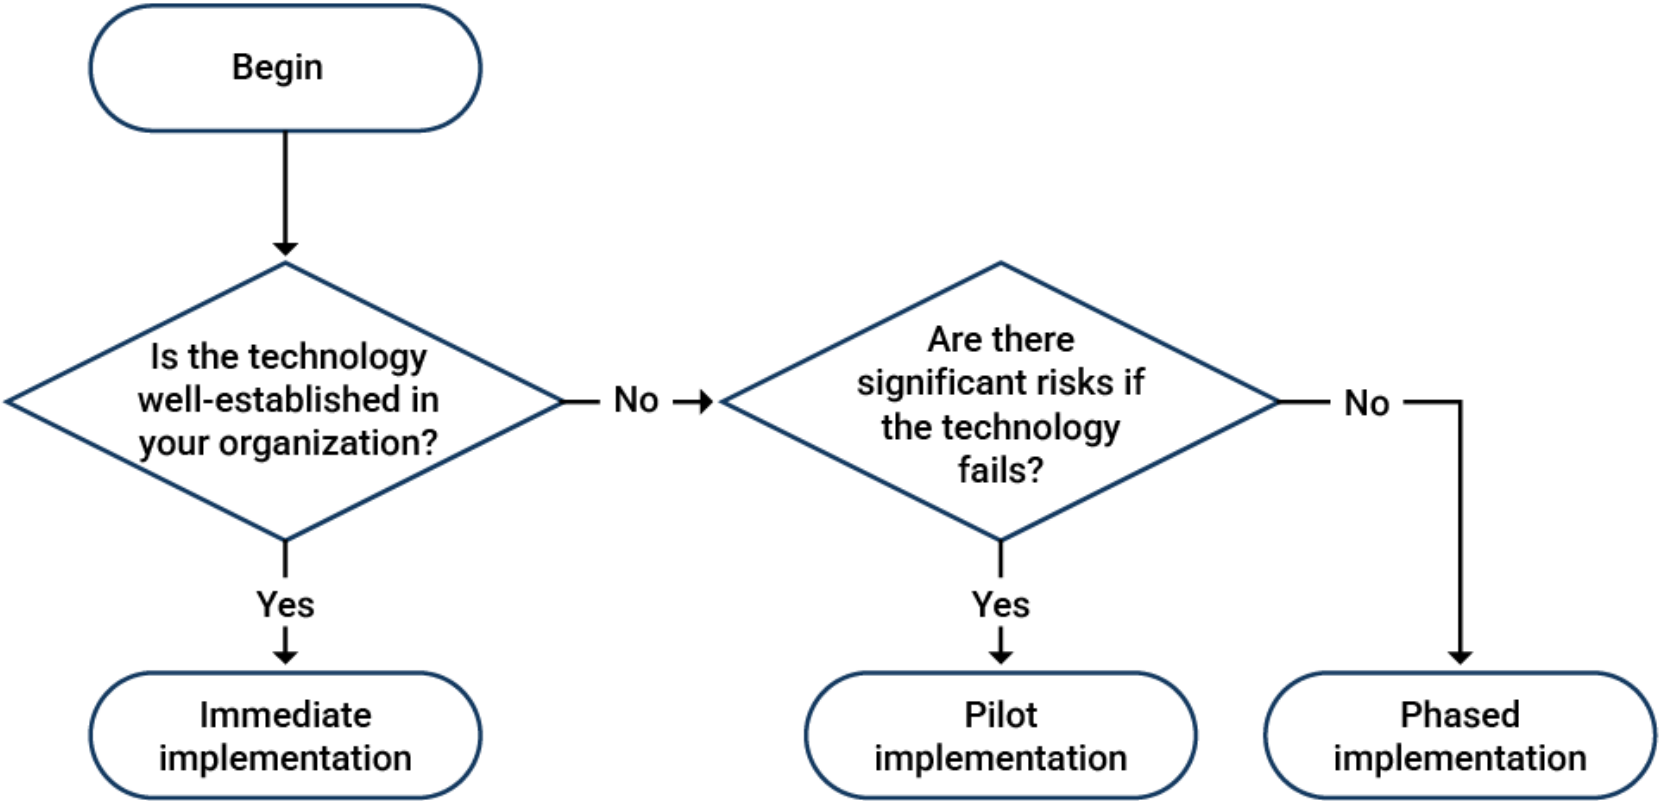 Begin
Is the technology
well-established in
your organization?
No
Are there
significant risks if
the technology
fails?
No
Yes
Yes
Immediate
implementation
Pilot
implementation
Phased
implementation